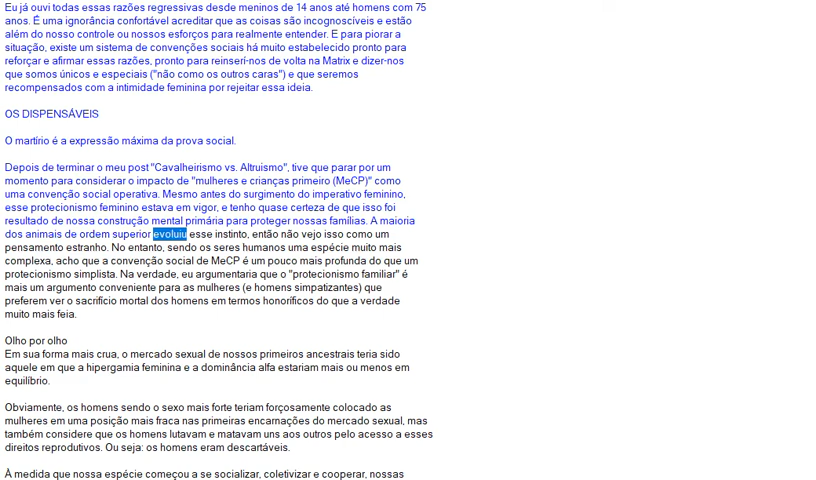 Eu já ouvi todas essas razões regressivas desde meninos de 14 anos até homens com 75
anos. É uma ignorância confortável acreditar que as coisas são incognoscíveis e estão
além do nosso controle ou nossos esforços para realmente entender. E para piorar a
situação, existe um sistema de convenções sociais há muito estabelecido pronto para
reforçar e afirmar essas razões, pronto para reinserí-nos de volta na Matrix e dizer-nos
que somos únicos e especiais ("não como os outros caras") e que seremos
recompensados com a intimidade feminina por rejeitar essa ideia.
OS DISPENSÁVEIS
O martírio é a expressão máxima da prova social.
Depois de terminar o meu post "Cavalheirismo vs. Altruismo", tive que parar por um
momento para considerar o impacto de "mulheres e crianças primeiro (MeCP)" como
uma convenção social operativa. Mesmo antes do surgimento do imperativo feminino,
esse protecionismo feminino estava em vigor, e tenho quase certeza de que isso foi
resultado de nossa construção mental primária para proteger nossas famílias. A maioria
dos animais de ordem superior evoluiu esse instinto, então não vejo isso como um
pensamento estranho. No entanto, sendo os seres humanos uma espécie muito mais
complexa, acho que a convenção social de MeCP é um pouco mais profunda do que um
protecionismo simplista. Na verdade, eu argumentaria que o "protecionismo familiar" é
mais um argumento conveniente para as mulheres (e homens simpatizantes) que
preferem ver o sacrifício mortal dos homens em termos honoríficos do que a verdade
muito mais feia.
Olho por olho
Em sua forma mais crua, o mercado sexual de nossos primeiros ancestrais teria sido
aquele em que a hipergamia feminina e a dominância alfa estariam mais ou menos em
equilíbrio.
Obviamente, os homens sendo o sexo mais forte teriam forçosamente colocado as
mulheres em uma posição mais fraca nas primeiras encarnações do mercado sexual, mas
também considere que os homens lutavam e matavam uns aos outros pelo acesso a esses
direitos reprodutivos. Ou seja: os homens eram descartáveis.
À medida que nossa espécie começou a se socializar, coletivizar e cooperar, nossas